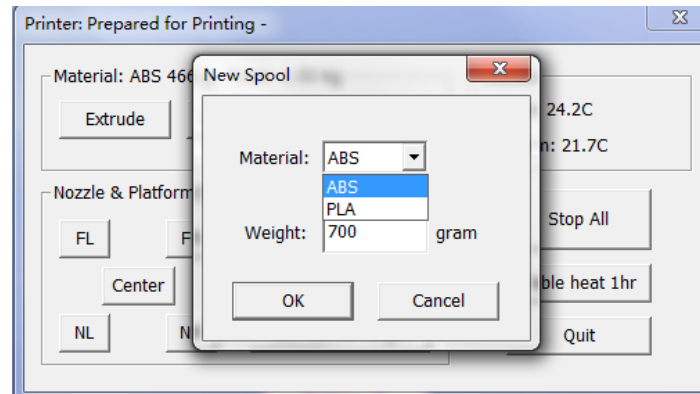 Printer: Prepared for Printing -
Material: ABS 466
New Spool
Extrude
24.2C
21.7C
Material: ABS
ABS
PLA
Weight: 700 gram
Nozzle & Platform
Stop All
FL
Center
heat 1hr
OK
Cancel
NL
Quit